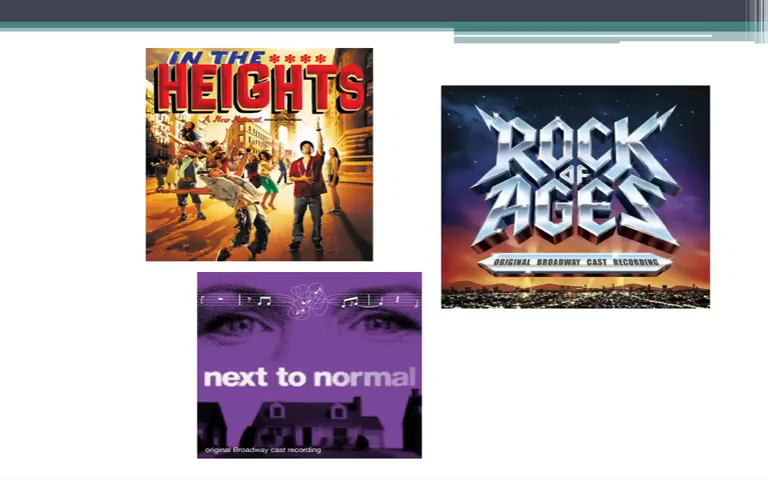 IN THE ****
HEIGHTS
A New Musical
ROCK
OF
AGES
ORIGINAL BROADWAY CAST RECORDING
next to normal
original Broadway cast recording